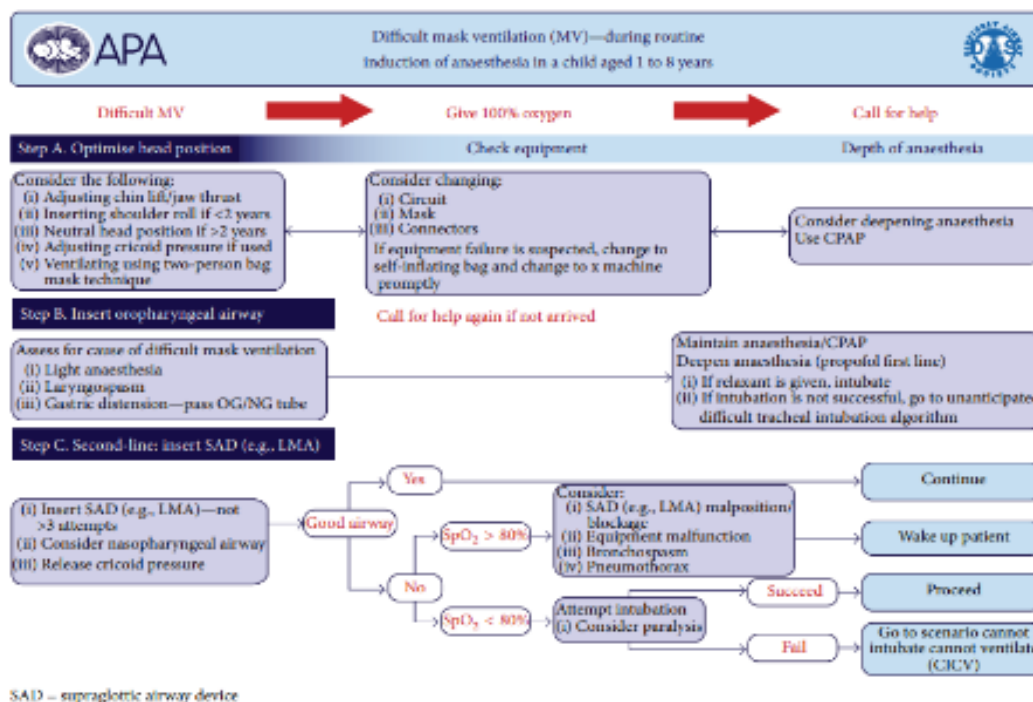 APA
Difficult mask ventilation (MV)—during routine
induction of anaesthesia in a child aged 1 to 8 years
Difficult MV
Give 100% oxygen
Call for help
Step A. Optimise head position
Check equipment
Depth of anaesthesia
Consider the following:
(i) Adjusting chin lift/jaw thrust
(ii) Inserting shoulder roll if <2 years
(iii) Neutral head position if >2 years
(iv) Adjusting cricoid pressure if used
(v) Ventilating using two-person bag
mask technique
Consider changing:
(i) Circuit
(ii) Mask
(iii) Connectors
If equipment failure is suspected, change to
self-inflating bag and change to x machine
promptly
Consider deepening anaesthesia
Use CPAP
Step B. Insert oropharyngeal airway
Call for help again if not arrived
Assess for cause of difficult mask ventilation
(i) Light anaesthesia
(ii) Laryngospasm
(iii) Gastric distension—pass OG/NG tube
Maintain anaesthesia/CPAP
Deepen anaesthesia (propofol first line)
(i) If relaxant is given, intubate
(ii) If intubation is not successful, go to unanticipated
difficult tracheal intubation algorithm
Step C. Second-line: insert SAD (e.g., LMA)
(i) Insert SAD (e.g., LMA)—not
>3 attempts
(ii) Consider nasopharyngeal airway
(iii) Release cricoid pressure
Good airway
Yes
Continue
No
SpO₂ > 80%
Consider:
(i) SAD (e.g., LMA) malposition/
blockage
(ii) Equipment malfunction
(iii) Bronchospasm
(iv) Pneumothorax
Wake up patient
SpO₂ < 80%
Attempt intubation
(i) Consider paralysis
Succeed
Proceed
Fail
Go to scenario cannot
intubate cannot ventilate
(CICV)
SAD = supraglottic airway device